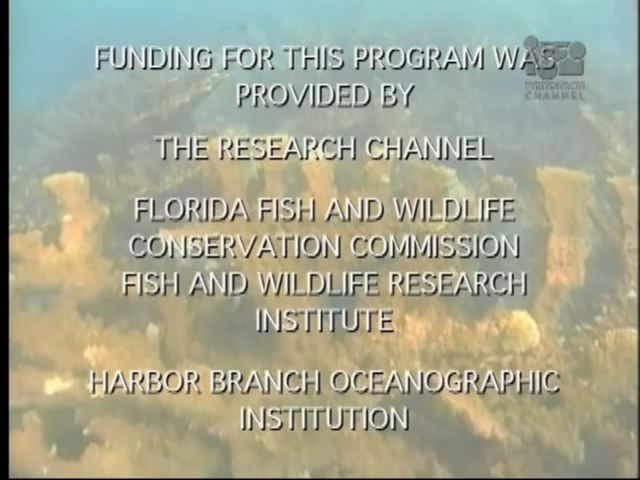 FUNDING FOR THIS PROGRAM WAS
PROVIDED BY
THE RESEARCH CHANNEL
FLORIDA FISH AND WILDLIFE
CONSERVATION COMMISSION
FISH AND WILDLIFE RESEARCH
INSTITUTE
HARBOR BRANCH OCEANOGRAPHIC
INSTITUTION
CHANNEL